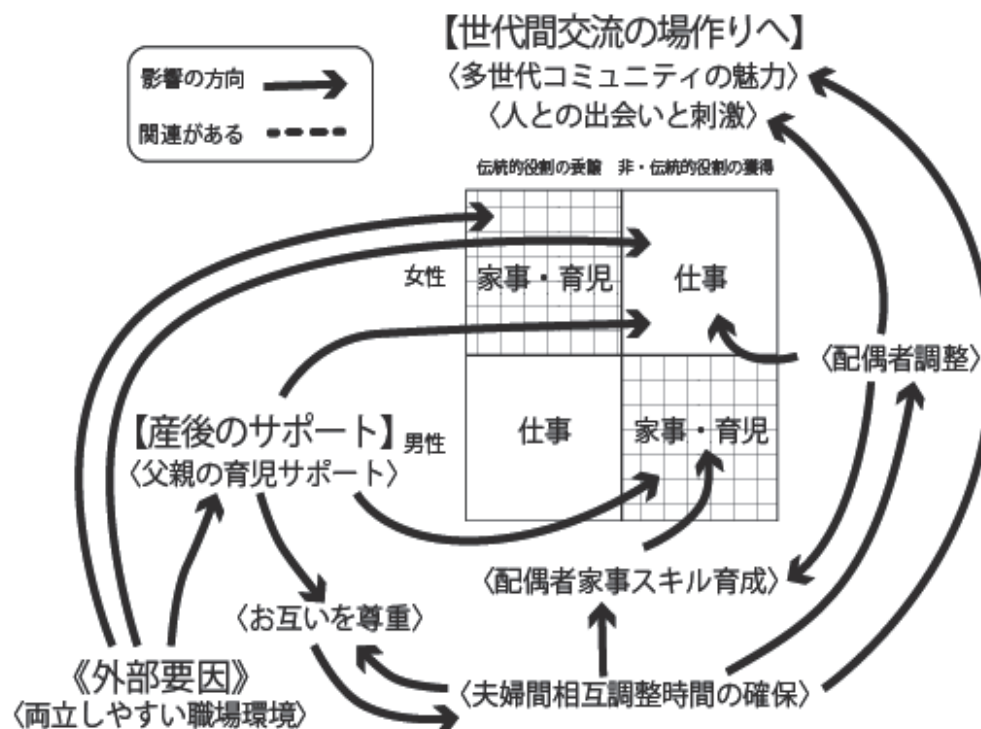 【世代間交流の場作りへ】
〈多世代コミュニティの魅力〉
〈人との出会いと刺激〉
影響の方向
関連がある
伝統的役割の委譲 非・伝統的役割の獲得
女性
家事・育児
仕事
〈配偶者調整〉
【産後のサポート】
〈父親の育児サポート〉
男性
仕事
家事・育児
〈配偶者家事スキル育成〉
〈お互いを尊重〉
《外部要因》
〈両立しやすい職場環境〉
〈夫婦間相互調整時間の確保〉